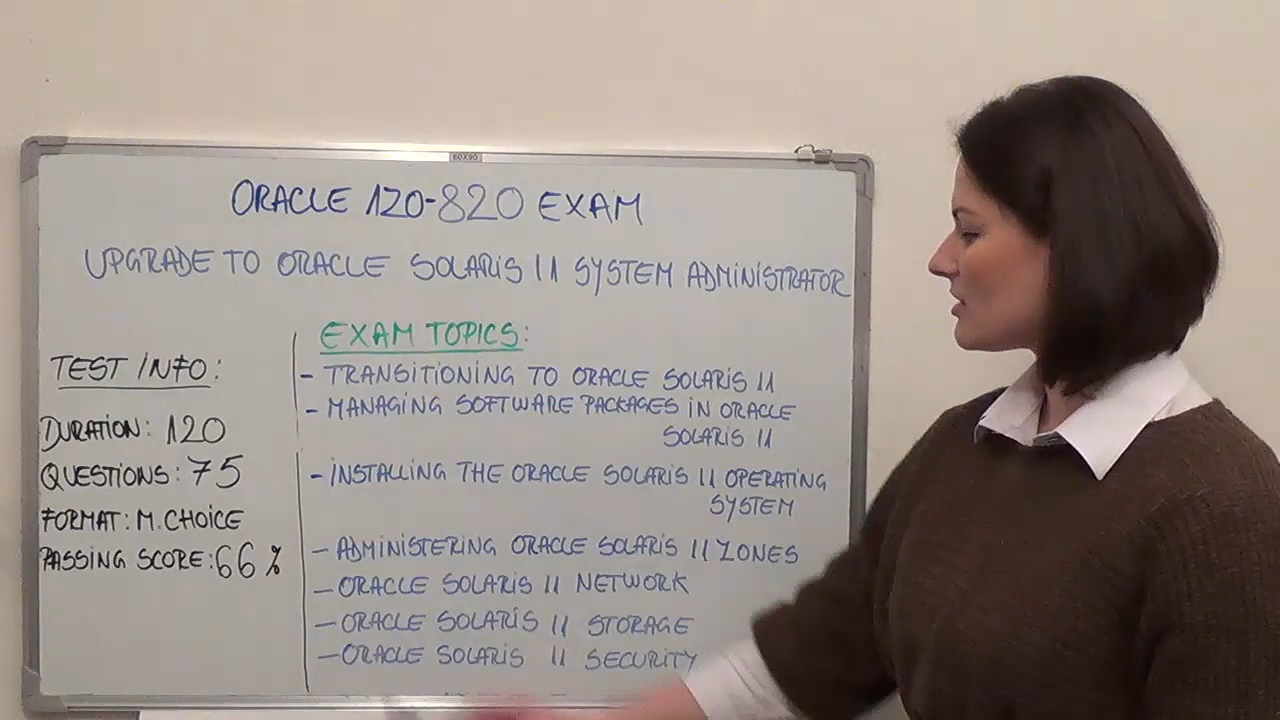 60X90
ORACLE 1Z0-820 EXAM
UPGRADE TO ORACLE SOLARIS 11 SYSTEM ADMINISTRATOR
TEST INFO:
DURATION: 120
QUESTIONS: 75
FORMAT: M. CHOICE
PASSING SCORE: 66 %
EXAM TOPICS:
- TRANSITIONING TO ORACLE SOLARIS 11
- MANAGING SOFTWARE PACKAGES IN ORACLE
SOLARIS 11
- INSTALLING THE ORACLE SOLARIS 11 OPERATING
SYSTEM
- ADMINISTERING ORACLE SOLARIS 11 ZONES
- ORACLE SOLARIS 11 NETWORK
- ORACLE SOLARIS 11 STORAGE
- ORACLE SOLARIS 11 SECURITY